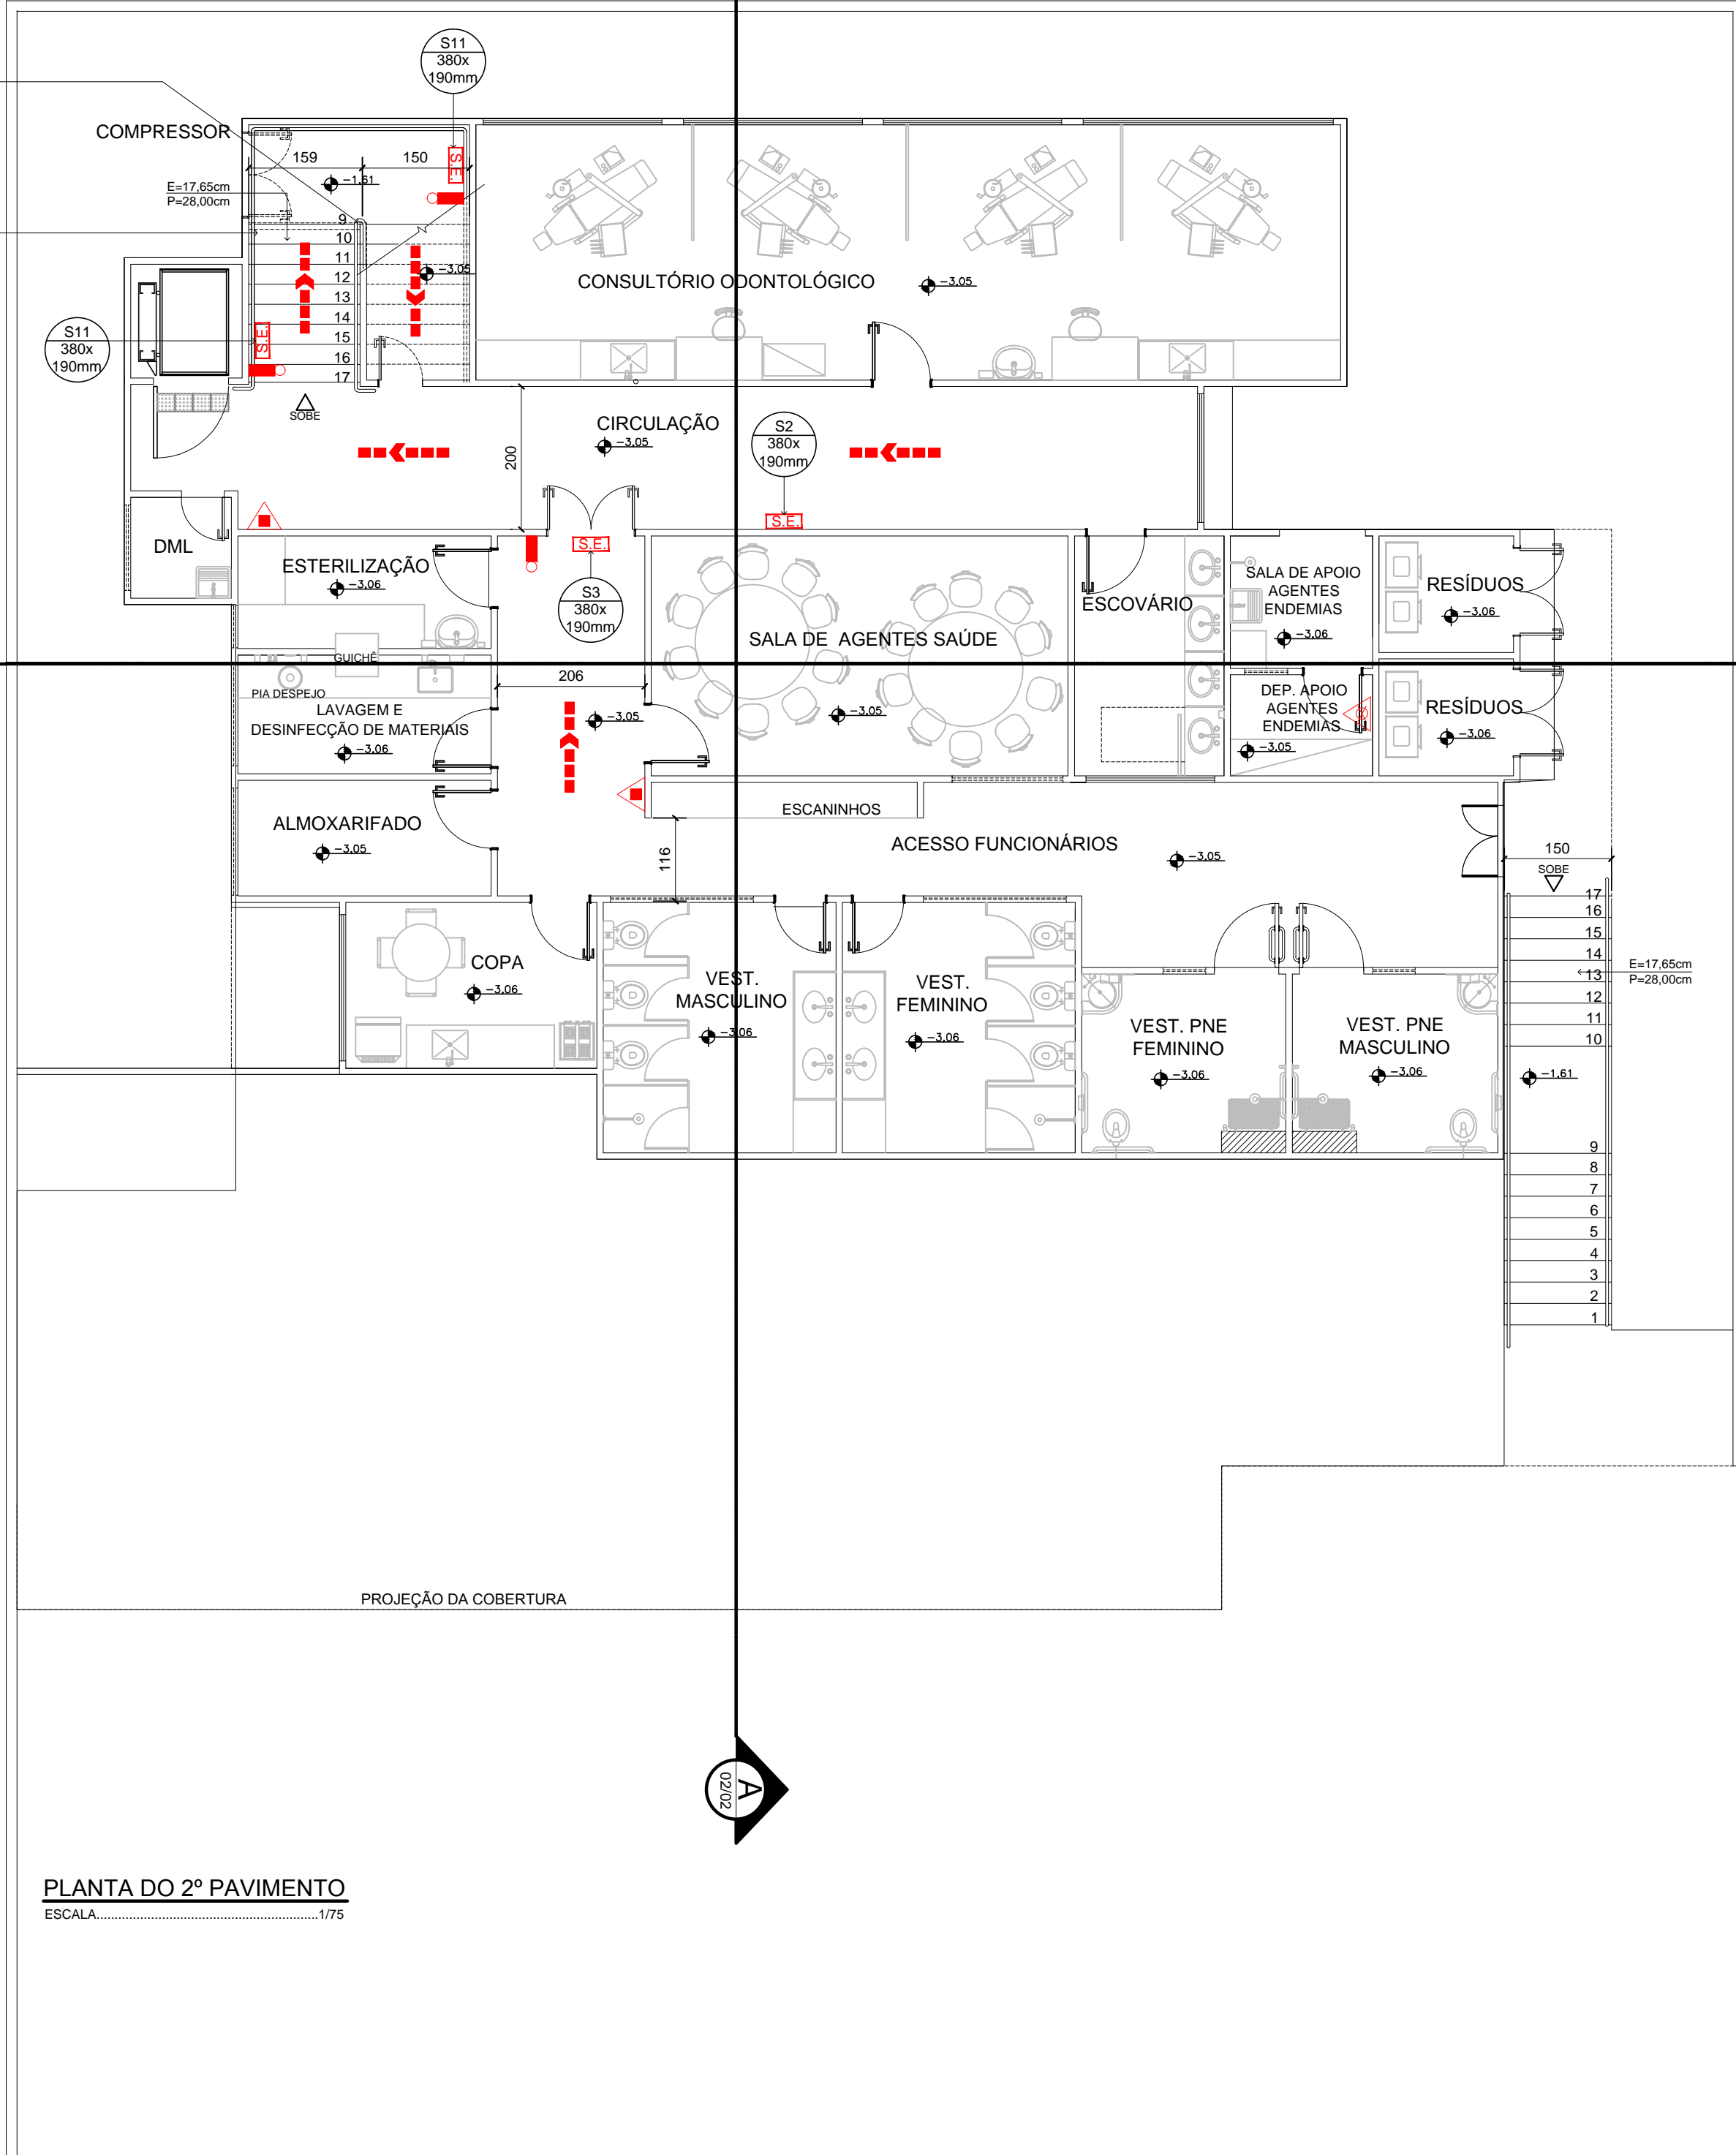 S11
380x
190mm
COMPRESSOR
159
150
S.E.
-1,61
E=17,65cm
P=28,00cm
9
10
11
12
13
14
15
16
17
-3,05
CONSULTÓRIO ODONTOLÓGICO
-3,05
S11
380x
190mm
S.E.
SOBE
CIRCULAÇÃO
-3,05
200
S2
380x
190mm
S.E.
S.E.
S3
380x
190mm
DML
ESTERILIZAÇÃO
-3,06
GUICHÊ
PIA DESPEJO
LAVAGEM E
DESINFECÇÃO DE MATERIAIS
-3,06
206
-3,05
SALA DE AGENTES SAÚDE
-3,05
ESCOVÁRIO
SALA DE APOIO
AGENTES
ENDEMIAS
-3,06
RESÍDUOS
-3,06
DEP. APOIO
AGENTES
ENDEMIAS
-3,05
RESÍDUOS
-3,06
ALMOXARIFADO
-3,05
ESCANINHOS
116
ACESSO FUNCIONÁRIOS
-3,05
150
SOBE
17
16
15
14
13
12
11
10
E=17,65cm
P=28,00cm
-1,61
9
8
7
6
5
4
3
2
1
COPA
-3,06
VEST.
MASCULINO
-3,06
VEST.
FEMININO
-3,06
VEST. PNE
FEMININO
-3,06
VEST. PNE
MASCULINO
-3,06
PROJEÇÃO DA COBERTURA
A
02/02
PLANTA DO 2º PAVIMENTO
ESCALA.............................................................1/75